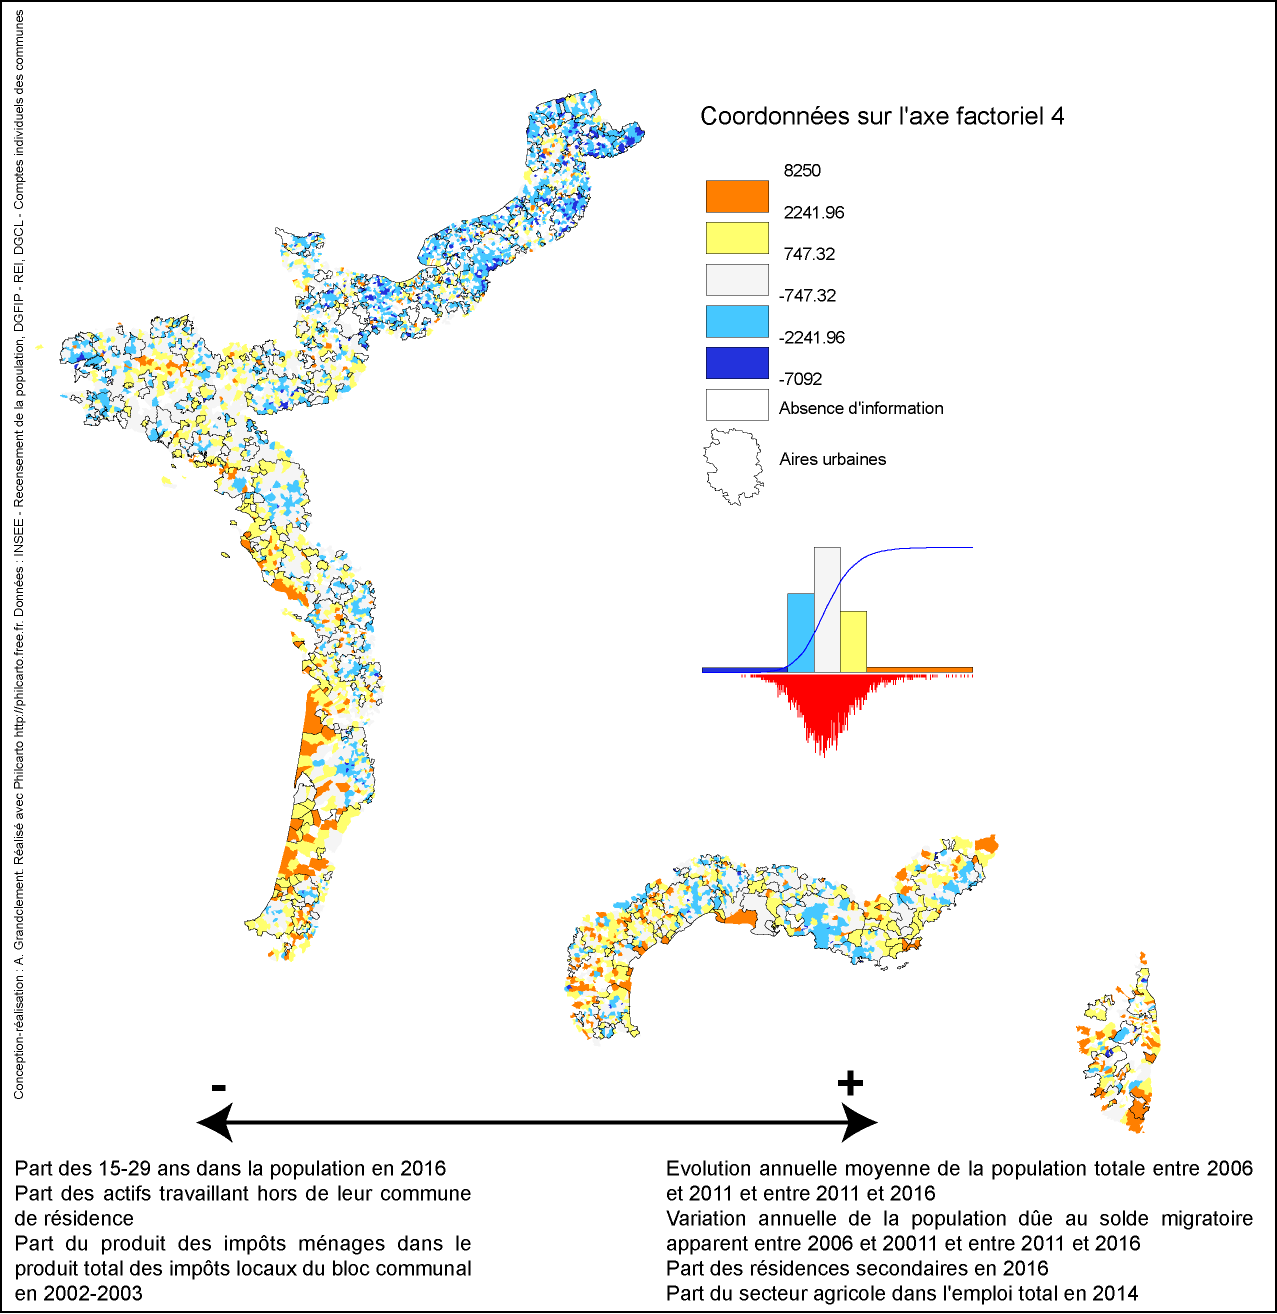 Conception-réalisation : A. Grandclement. Réalisé avec Philcarto http://philcarto.free.fr. Données : INSEE - Recensement de la population, DGFIP - REI, DGCL - Comptes individuels des communes
Coordonnées sur l'axe factoriel 4
8250
2241.96
747.32
-747.32
-2241.96
-7092
Absence d'information
Aires urbaines
-
+
Part des 15-29 ans dans la population en 2016
Part des actifs travaillant hors de leur commune
de résidence
Part du produit des impôts ménages dans le
produit total des impôts locaux du bloc communal
en 2002-2003
Evolution annuelle moyenne de la population totale entre 2006
et 2011 et entre 2011 et 2016
Variation annuelle de la population dûe au solde migratoire
apparent entre 2006 et 20011 et entre 2011 et 2016
Part des résidences secondaires en 2016
Part du secteur agricole dans l'emploi total en 2014